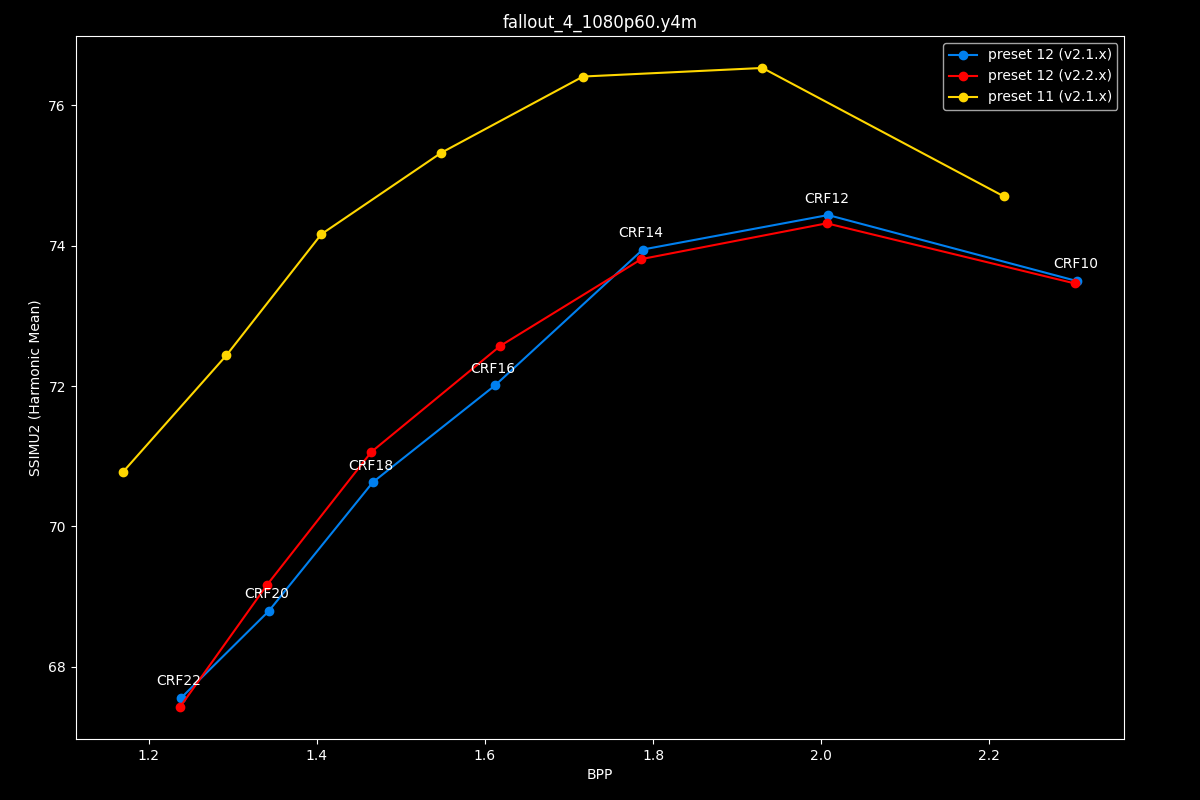 fallout_4_1080p60.y4m
preset 12 (v2.1.x)
preset 12 (v2.2.x)
preset 11 (v2.1.x)
76
74
72
70
68
SSIMU2 (Harmonic Mean)
CRF12
CRF14
CRF10
CRF16
CRF18
CRF20
CRF22
1.2 1.4 1.6 1.8 2.0 2.2
BPP